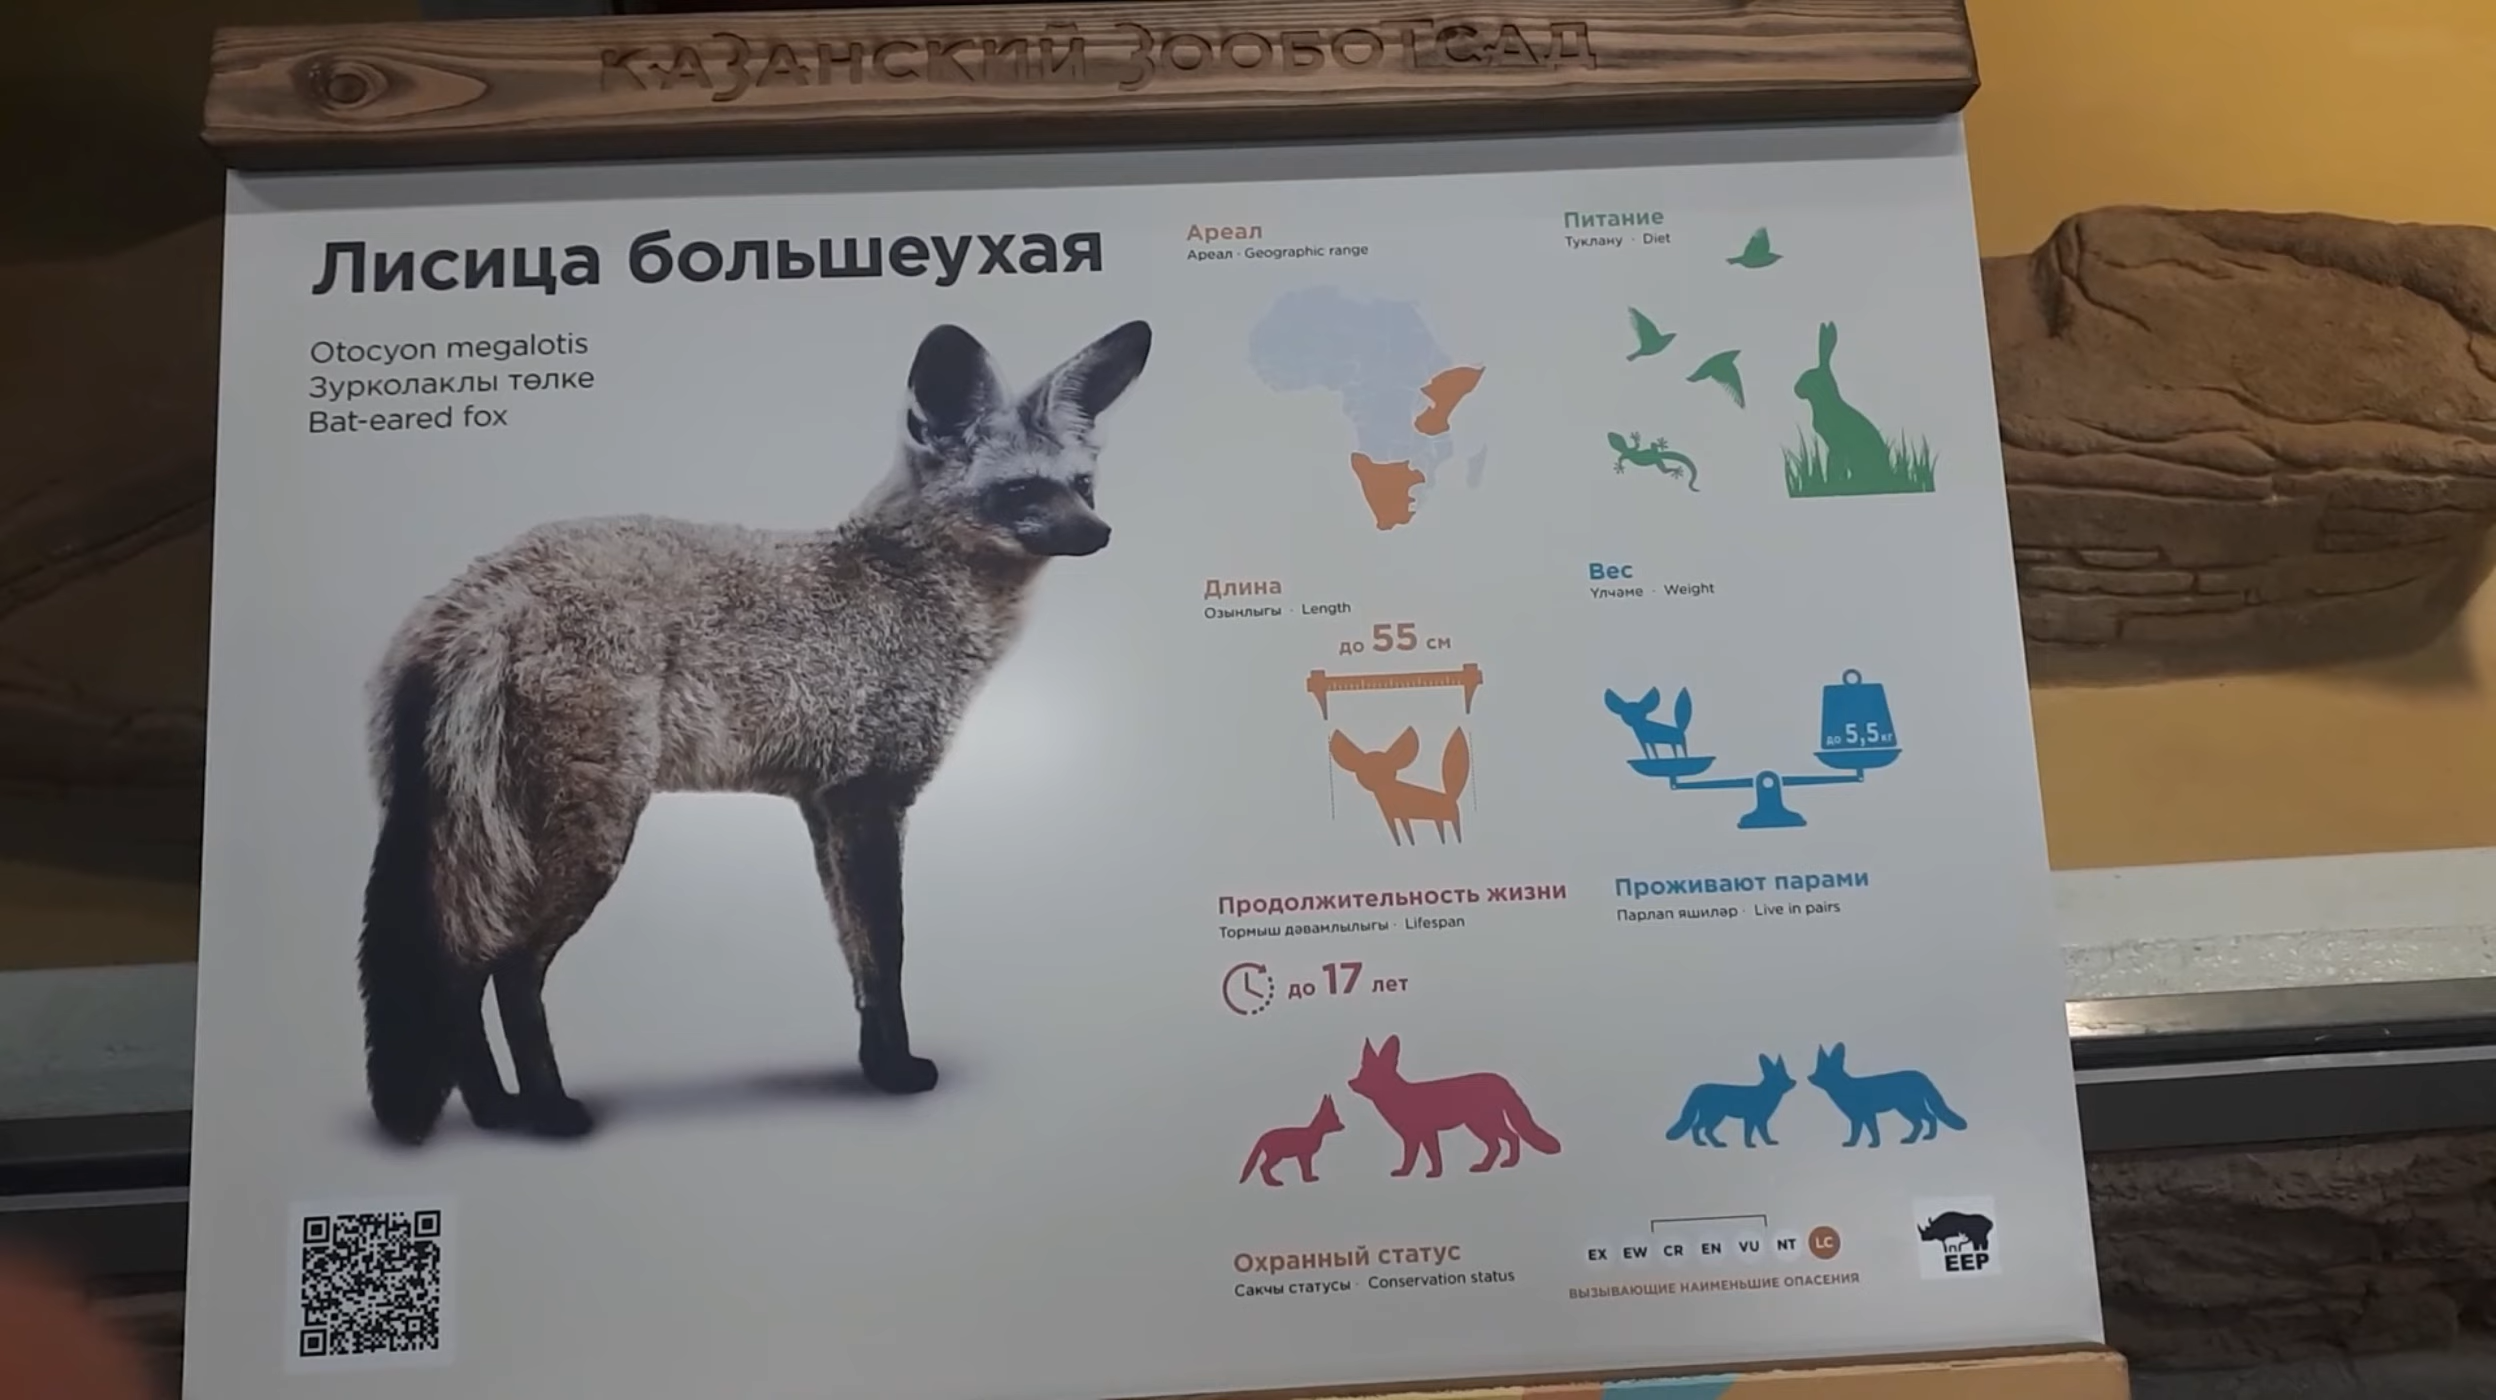 КАЗАНСКИЙ ЗООБОТСАД
Лисица большеухая
Otocyon megalotis
Зурколаклы төлке
Bat-eared fox
Ареал
Ареал · Geographic range
Питание
Туклану · Diet
Длина
Озынлыгы · Length
до 55 см
Вес
Үлчәме · Weight
до 5,5 кг
Продолжительность жизни
Тормыш дәвамлылыгы · Lifespan
до 17 лет
Проживают парами
Парлап яшиләр · Live in pairs
Охранный статус
Сакчы статусы · Conservation status
EX EW CR EN VU NT LC
ВЫЗЫВАЮЩИЕ НАИМЕНЬШИЕ ОПАСЕНИЯ
EEP